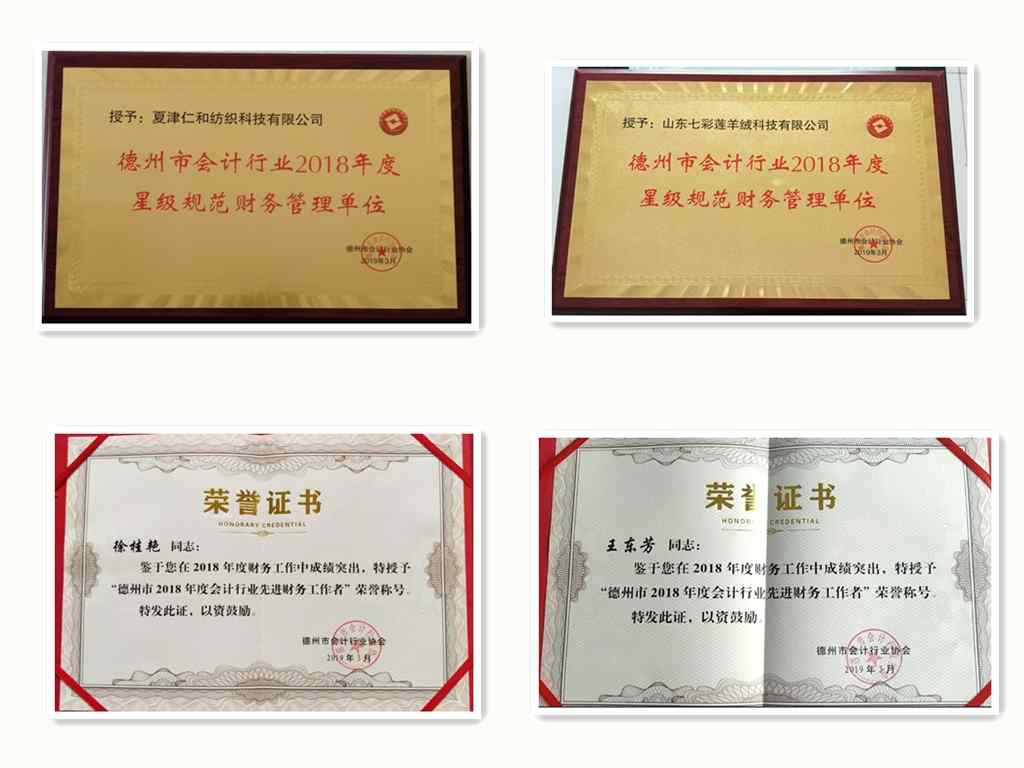 授予：夏津仁和纺织科技有限公司
德州市会计行业2018年度
星级规范财务管理单位
德州市会计行业协会
2019年3月
授予：山东七彩莲羊绒科技有限公司
德州市会计行业2018年度
星级规范财务管理单位
德州市会计行业协会
2019年3月
荣誉证书
HONORARY CREDENTIAL
徐桂艳 同志：
鉴于您在2018年度财务工作中成绩突出，特授予
“德州市2018年度会计行业先进财务工作者”荣誉称号。
特发此证，以资鼓励。
德州市会计行业协会
2019年3月
荣誉证书
HONORARY CREDENTIAL
王东芳 同志：
鉴于您在2018年度财务工作中成绩突出，特授予
“德州市2018年度会计行业先进财务工作者”荣誉称号。
特发此证，以资鼓励。
德州市会计行业协会
2019年3月